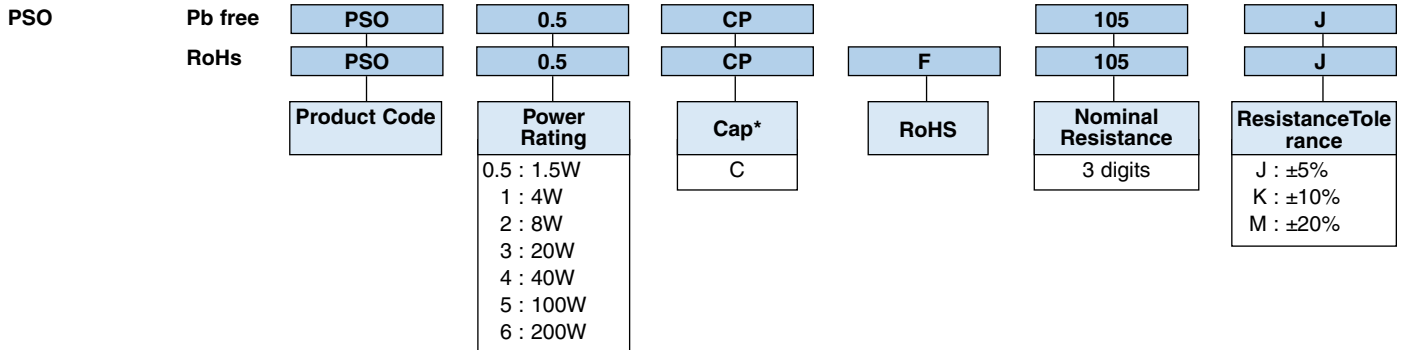 PSO Pb free PSO 0.5 CP 105 J
RoHs PSO 0.5 CP F 105 J
Product Code
Power
Rating
Cap*
RoHS
Nominal
Resistance
ResistanceTole
rance
0.5 : 1.5W
1 : 4W
2 : 8W
3 : 20W
4 : 40W
5 : 100W
6 : 200W
C
3 digits
J : ±5%
K : ±10%
M : ±20%